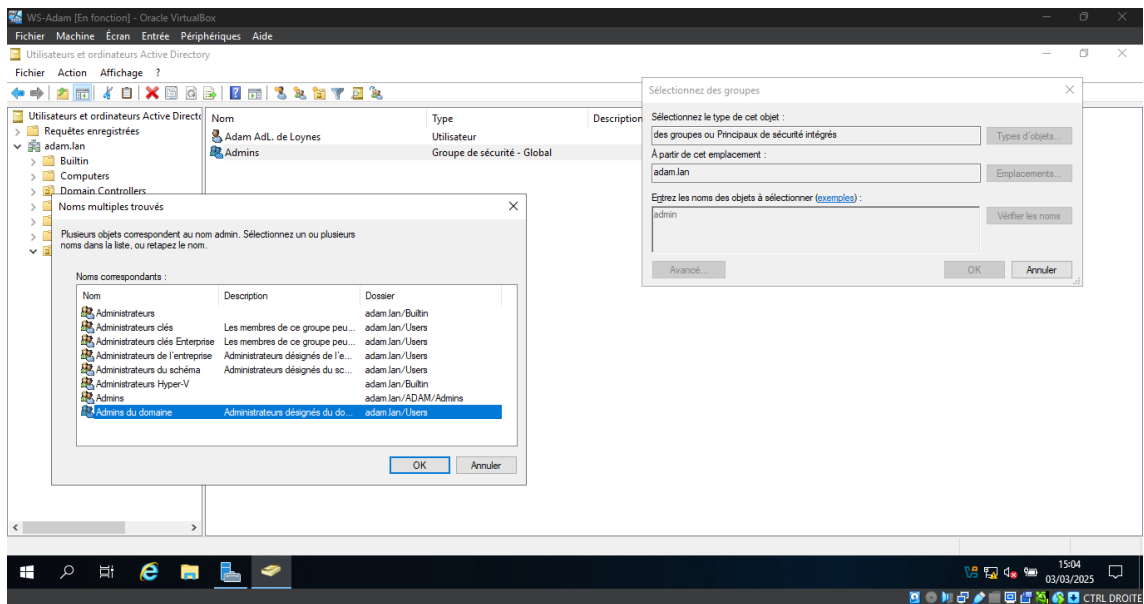 WS-Adam [En fonction] - Oracle VirtualBox
Fichier Machine Écran Entrée Périphériques Aide
Utilisateurs et ordinateurs Active Directory
Fichier Action Affichage ?
Utilisateurs et ordinateurs Active Directo
Requêtes enregistrées
adam.lan
Builtin
Computers
Domain Controllers
Nom Type Description
Adam AdL. de Loynes Utilisateur
Admins Groupe de sécurité - Global
Sélectionnez des groupes
Sélectionnez le type de cet objet :
des groupes ou Principaux de sécurité intégrés Types d'objets...
À partir de cet emplacement :
adam.lan Emplacements...
Entrez les noms des objets à sélectionner (exemples) :
admin Vérifier les noms
Avancé... OK Annuler
Noms multiples trouvés
Plusieurs objets correspondent au nom admin. Sélectionnez un ou plusieurs
noms dans la liste, ou retapez le nom.
Noms correspondants :
Nom Description Dossier
Administrateurs adam.lan/Builtin
Administrateurs clés Les membres de ce groupe peu... adam.lan/Users
Administrateurs clés Enterprise Les membres de ce groupe peu... adam.lan/Users
Administrateurs de l'entreprise Administrateurs désignés de l'e... adam.lan/Users
Administrateurs du schéma Administrateurs désignés du sc... adam.lan/Users
Administrateurs Hyper-V adam.lan/Builtin
Admins adam.lan/ADAM/Admins
Admins du domaine Administrateurs désignés du do... adam.lan/Users
OK Annuler
15:04
03/03/2025
CTRL DROITE